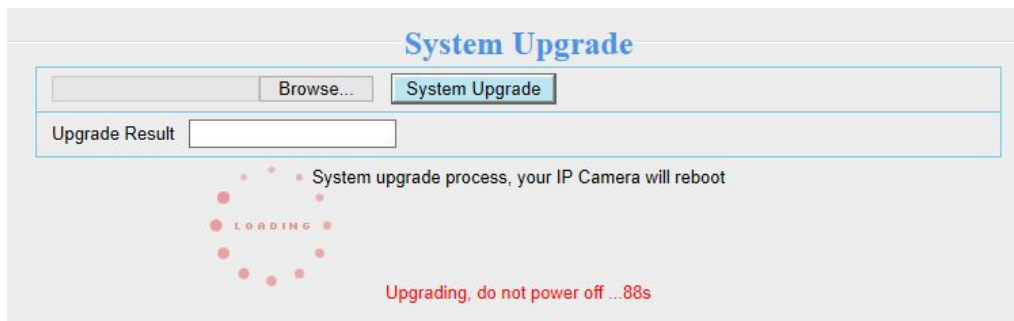 System Upgrade
Browse... System Upgrade
Upgrade Result
System upgrade process, your IP Camera will reboot
LOADING
Upgrading, do not power off ...88s